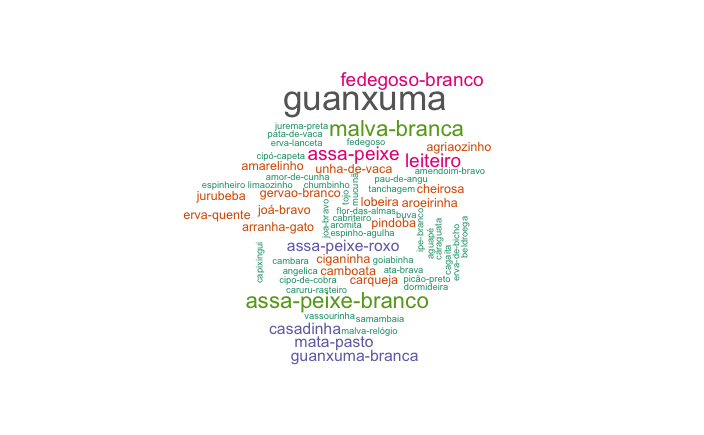 fedegoso-branco
guanxuma
jurema-preta
malva-branca
pata-de-vaca
erva-lanceta
fedegoso
agriaozinho
cipó-capeta
assa-peixe
leiteiro
amarelinho
unha-de-vaca
amendoim-bravo
amor-de-cunha
pau-de-angu
espinheiro
limaozinho
chumbinho
mucunã
tanchagem
cheirosa
jurubeba
gervao-branco
tojo
lobeira
aroeirinha
erva-quente
joá-bravo
joa-bravo
flor-das-almas
buva
cabriteiro
arranha-gato
aromita
pindoba
espinho-agulha
ipe-branco
aguapé
caraguata
cagaita
erva-de-bicho
beldroega
capixingui
assa-peixe-roxo
cambara
ciganinha
goiabinha
angelica
camboata
ata-brava
cipo-de-cobra
carqueja
picão-preto
caruru-rasteiro
dormideira
assa-peixe-branco
vassourinha
samambaia
casadinha
malva-relógio
mata-pasto
guanxuma-branca